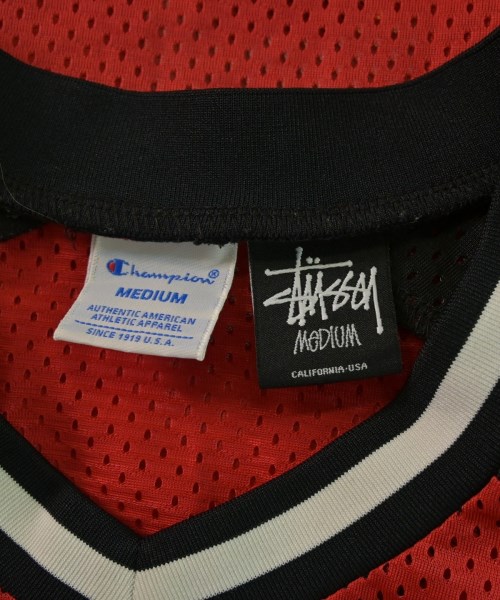 Champion®
MEDIUM
AUTHENTIC AMERICAN
ATHLETIC APPAREL
SINCE 1919 U.S.A.
Stüssy
MEDIUM
CALIFORNIA-USA